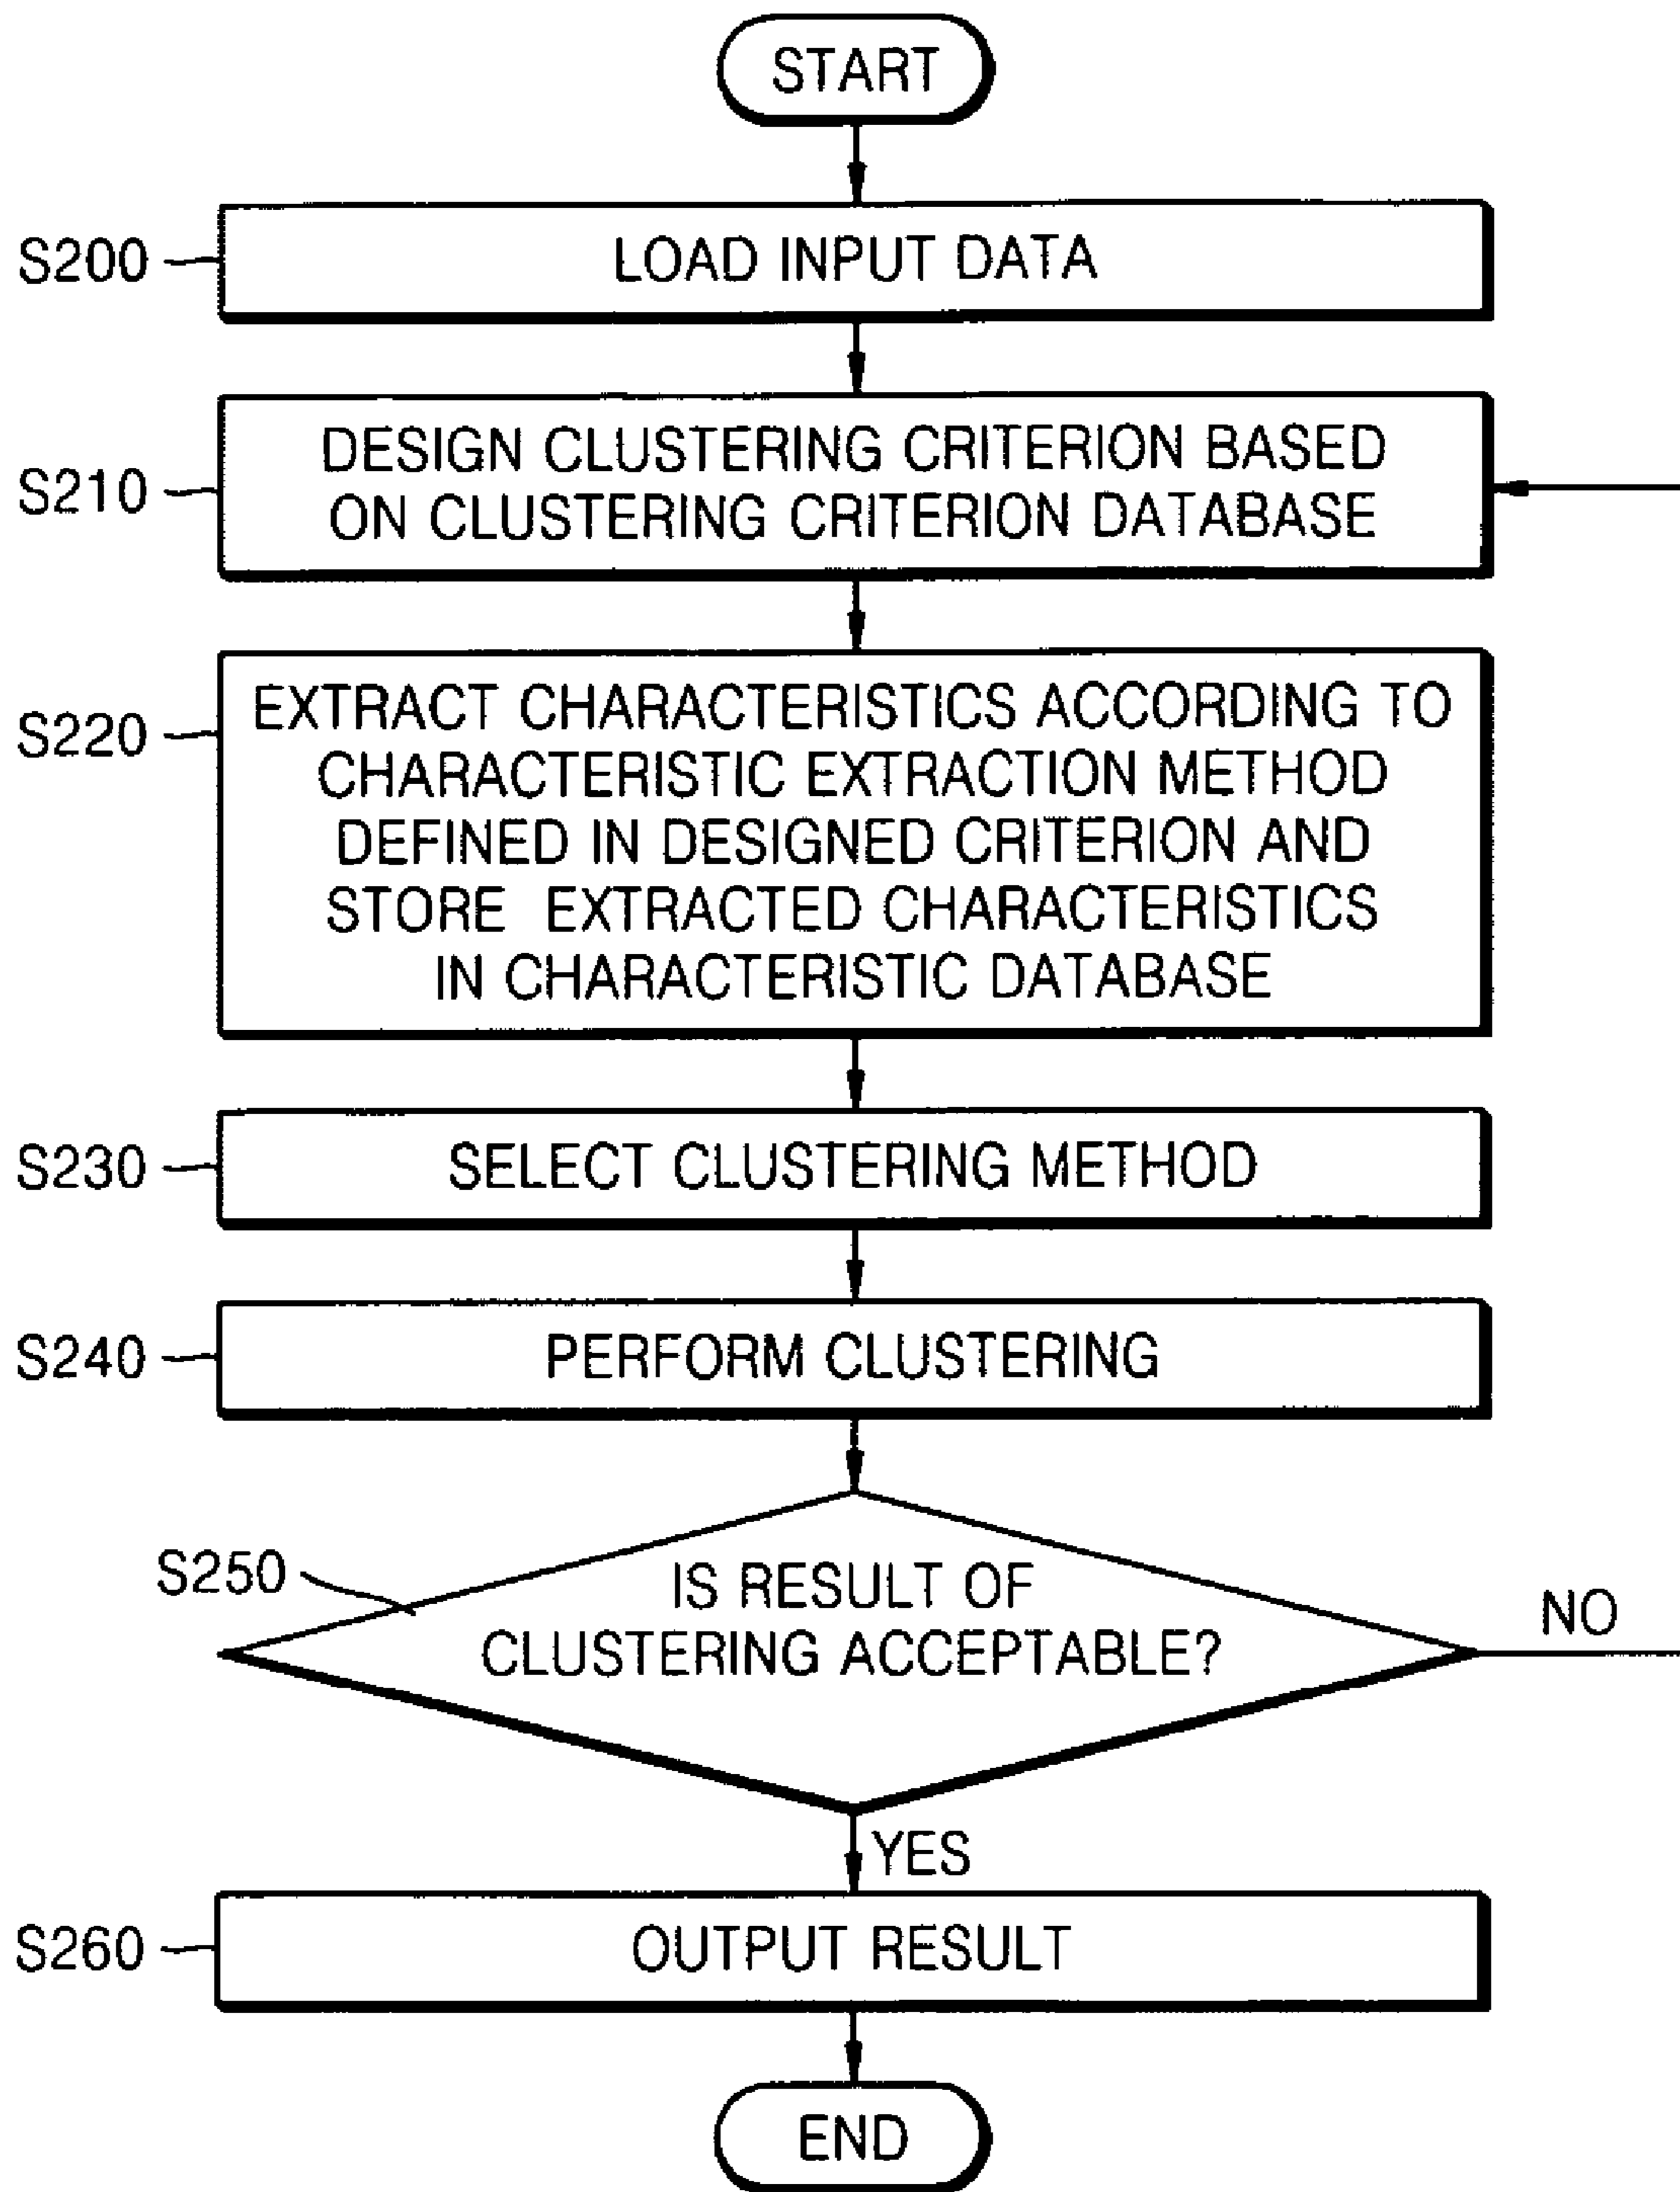 START
S200
LOAD INPUT DATA
S210
DESIGN CLUSTERING CRITERION BASED
ON CLUSTERING CRITERION DATABASE
S220
EXTRACT CHARACTERISTICS ACCORDING TO
CHARACTERISTIC EXTRACTION METHOD
DEFINED IN DESIGNED CRITERION AND
STORE EXTRACTED CHARACTERISTICS
IN CHARACTERISTIC DATABASE
S230
SELECT CLUSTERING METHOD
S240
PERFORM CLUSTERING
S250
IS RESULT OF
CLUSTERING ACCEPTABLE?
NO
YES
S260
OUTPUT RESULT
END